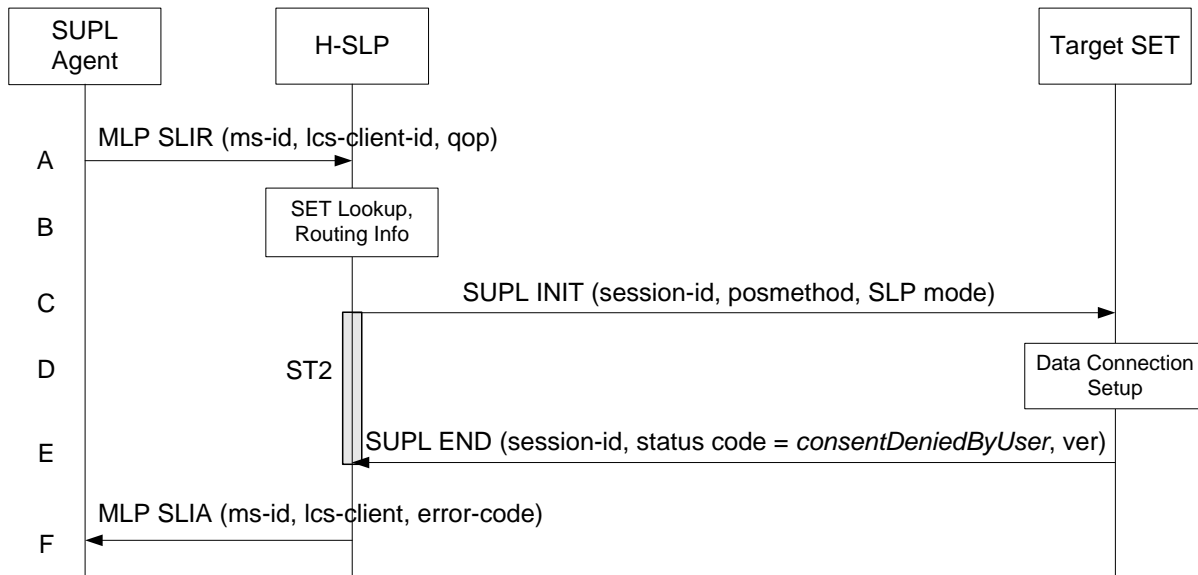 SUPL
Agent
H-SLP
Target SET
MLP SLIR (ms-id, lcs-client-id, qop)
A
SET Lookup,
Routing Info
B
SUPL INIT (session-id, posmethod, SLP mode)
C
Data Connection
Setup
D
ST2
SUPL END (session-id, status code = consentDeniedByUser, ver)
E
MLP SLIA (ms-id, lcs-client, error-code)
F